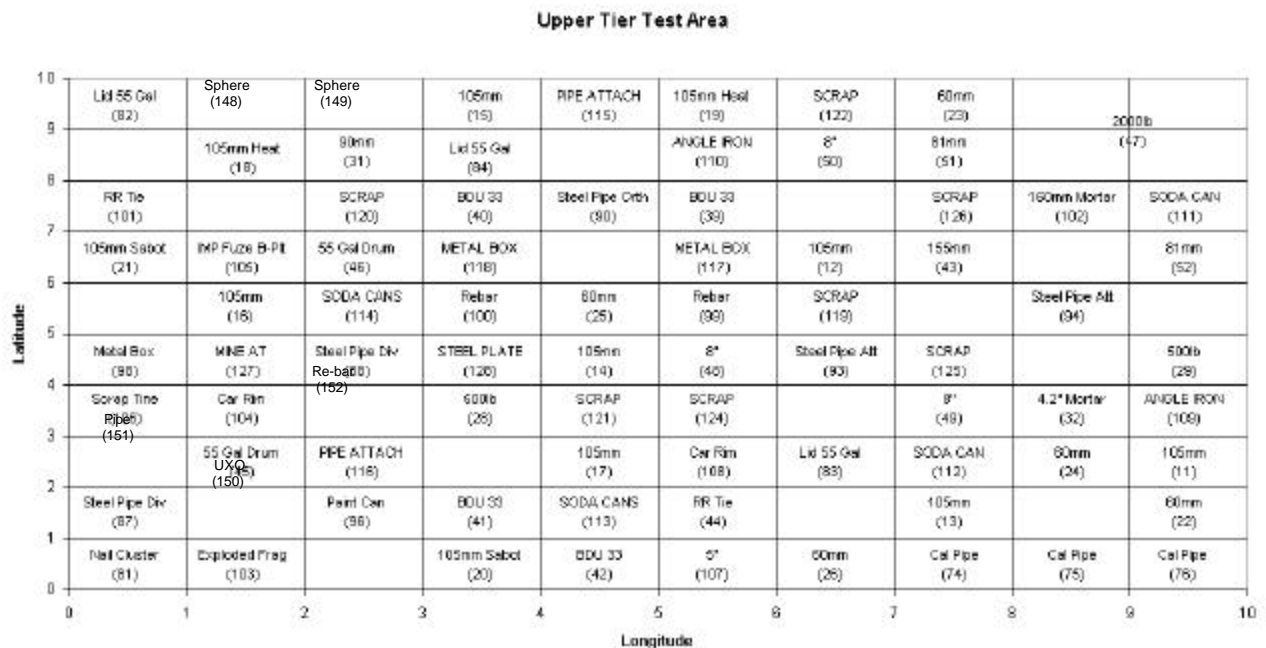 Upper Tier Test Area
10
Lid 55 Gal Sphere Sphere 105mm PIPE ATTACH 105mm Heat SCRAP 60mm
(82) (148) (149) (15) (115) (19) (122) (23)
9
2000lb
(47)
105mm Heat 90mm Lid 55 Gal ANGLE IRON 8" 81mm
(18) (31) (84) (110) (50) (51)
8
RR Tie SCRAP BDU 33 Steel Pipe Orth BDU 33 SCRAP 160mm Mortar SODA CAN
(101) (120) (40) (90) (39) (126) (102) (111)
7
105mm Sabot IMP Fuze B-Plt 55 Gal Drum METAL BOX METAL BOX 105mm 155mm 81mm
(21) (105) (46) (118) (117) (12) (43) (52)
6
105mm SODA CANS Rebar 60mm Rebar SCRAP Steel Pipe Alt
(16) (114) (100) (25) (99) (119) (94)
5
Metal Box MINE AT Steel Pipe Div STEEL PLATE 105mm 8" Steel Pipe Alt SCRAP 500lb
(98) (127) (128) (14) (48) (93) (125) (29)
Re-bar
(152)
4
Scrap Tine Car Rim 500lb SCRAP SCRAP 8" 4.2" Mortar ANGLE IRON
(104) (28) (121) (124) (49) (32) (109)
Pipe
(151)
3
55 Gal Drum PIPE ATTACH 105mm Car Rim Lid 55 Gal SODA CAN 60mm 105mm
(116) (17) (108) (83) (112) (24) (11)
UXO
(150)
2
Steel Pipe Div Paint Can BDU 33 SODA CANS RR Tie 105mm 60mm
(87) (96) (41) (113) (44) (13) (22)
1
Nail Cluster Exploded Frag 105mm Sabot BDU 33 5" 60mm Cal Pipe Cal Pipe Cal Pipe
(81) (103) (20) (42) (107) (26) (74) (75) (76)
0
0 1 2 3 4 5 6 7 8 9 10
Latitude
Longitude